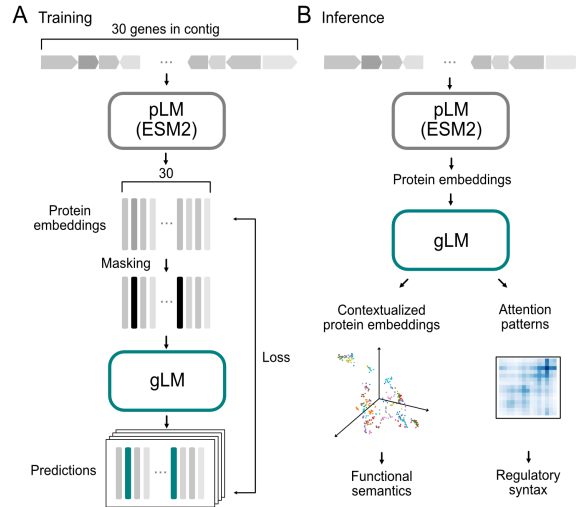 A Training
30 genes in contig
...
pLM
(ESM2)
30
Protein
embeddings
...
Masking
...
gLM
Loss
Predictions
...
B Inference
...
pLM
(ESM2)
Protein embeddings
gLM
Contextualized
protein embeddings
Attention
patterns
Functional
semantics
Regulatory
syntax